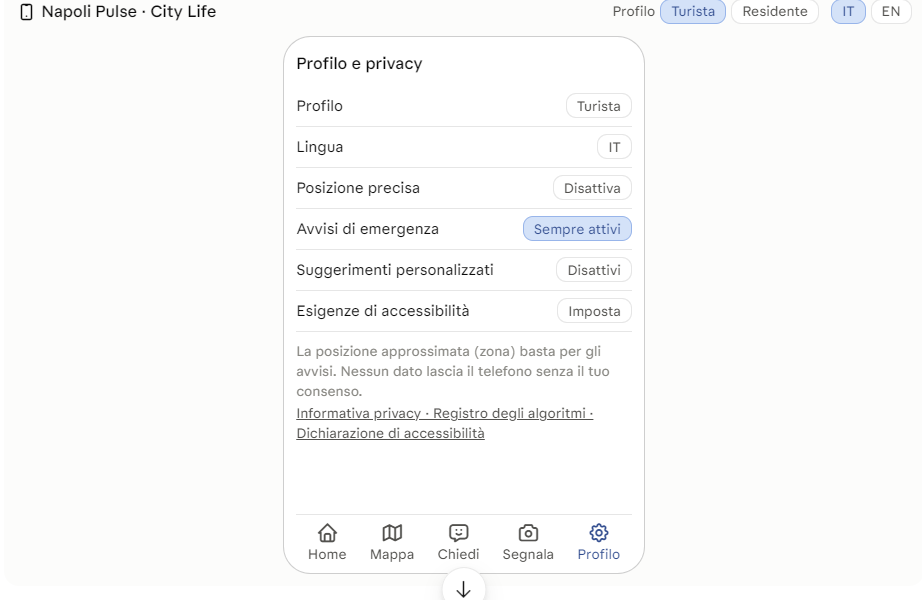 Napoli Pulse · City Life
Profilo Turista Residente IT EN
Profilo e privacy
Profilo Turista
Lingua IT
Posizione precisa Disattiva
Avvisi di emergenza Sempre attivi
Suggerimenti personalizzati Disattivi
Esigenze di accessibilità Imposta
La posizione approssimata (zona) basta per gli
avvisi. Nessun dato lascia il telefono senza il tuo
consenso.
Informativa privacy · Registro degli algoritmi ·
Dichiarazione di accessibilità
Home Mappa Chiedi Segnala Profilo